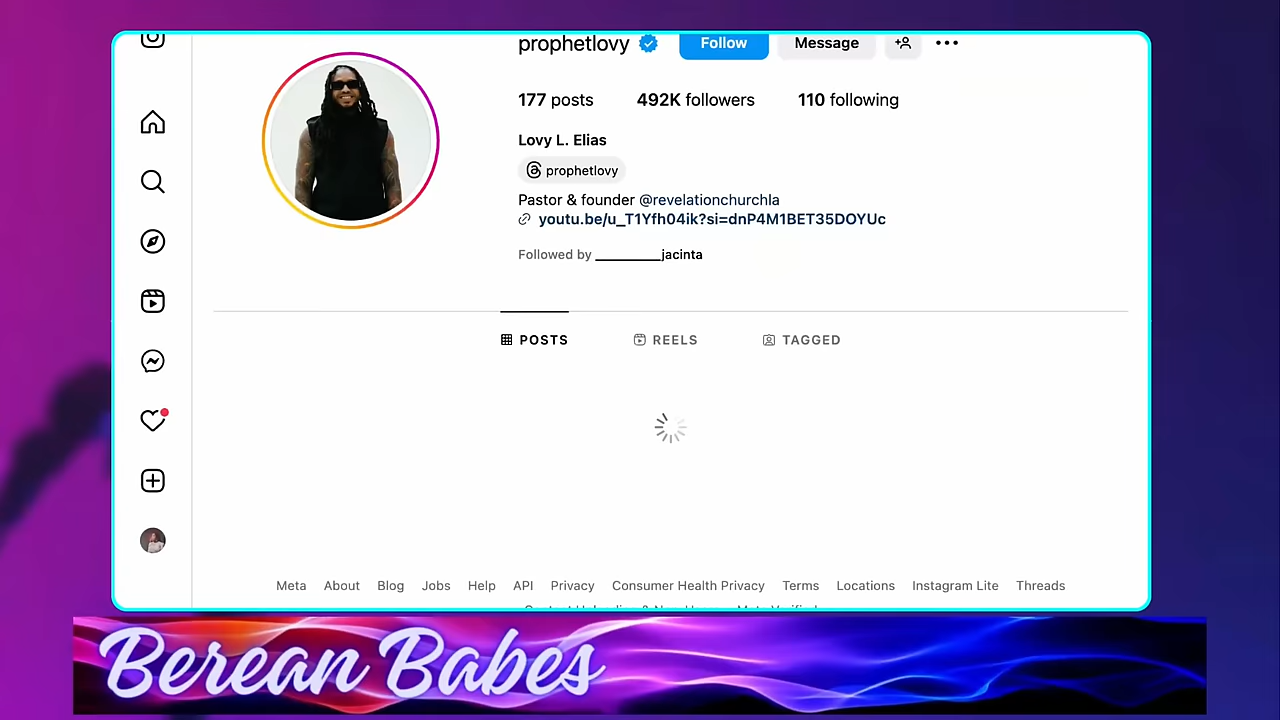 prophetlovy Follow Message
177 posts 492K followers 110 following
Lovy L. Elias
prophetlovy
Pastor & founder @revelationchurchla
youtu.be/u_T1Yfh04ik?si=dnP4M1BET35DOYUc
Followed by __________jacinta
POSTS REELS TAGGED
Meta About Blog Jobs Help API Privacy Consumer Health Privacy Terms Locations Instagram Lite Threads
Berean Babes